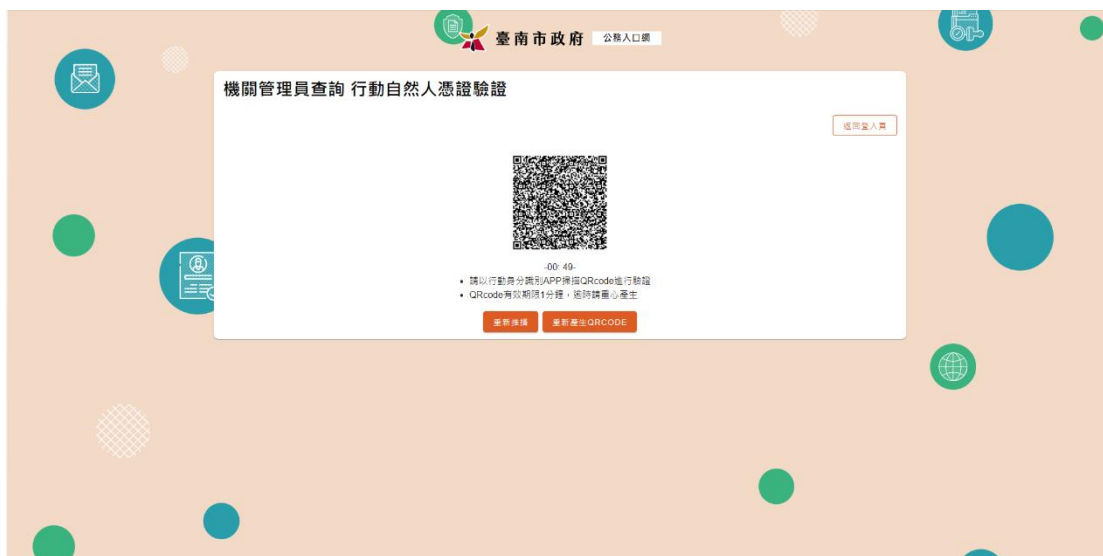 臺南市政府 公務入口網
機關管理員查詢 行動自然人憑證驗證
返回登入頁
-00: 49-
請以行動身分識別APP掃描QRcode進行驗證
QRcode有效期限1分鐘，逾時請重心產生
重新推播 重新產生QRCODE